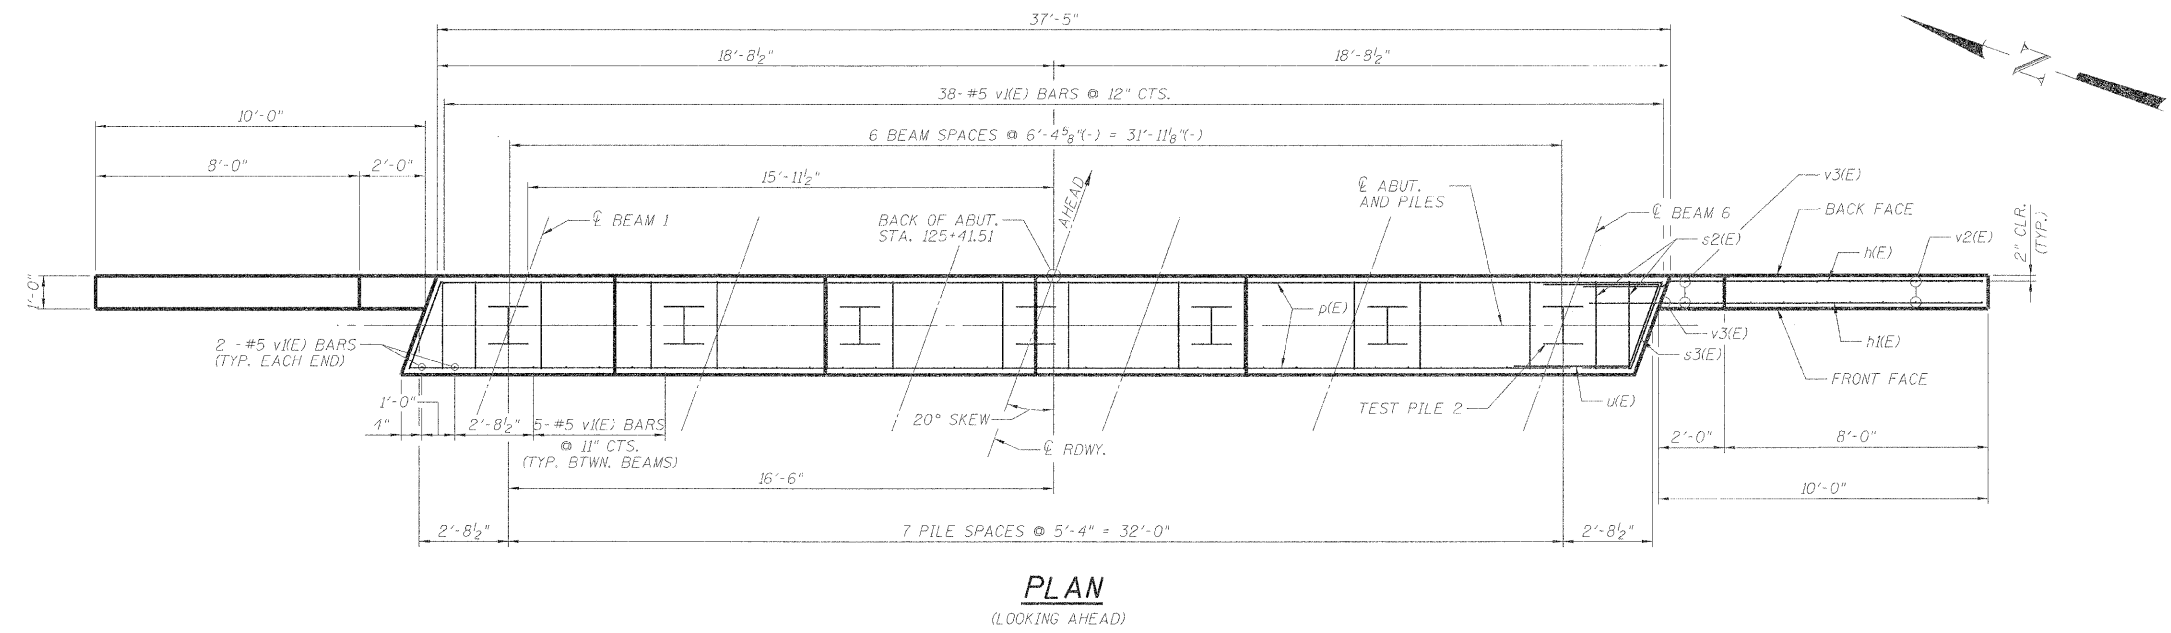 37'-5"
18'-8½"
18'-8½"
N
38-#5 v1(E) BARS @ 12" CTS.
10'-0"
6 BEAM SPACES @ 6'-4⅝"(-) = 31'-11⅛"(-)
8'-0"
2'-0"
15'-11½"
℄ BEAM 1
BACK OF ABUT.
STA. 125+41.51
AHEAD
℄ ABUT.
AND PILES
℄ BEAM 6
s2(E)
v3(E)
BACK FACE
h(E)
v2(E)
2" CLR.
(TYP.)
1'-0"
p(E)
2 - #5 v1(E) BARS
(TYP. EACH END)
v3(E)
s3(E)
h1(E)
FRONT FACE
1'-0"
4"
2'-8½"
5-#5 v1(E) BARS
@ 11" CTS.
(TYP. BTWN. BEAMS)
20° SKEW
℄ RDWY.
TEST PILE 2
u(E)
2'-0"
8'-0"
16'-6"
10'-0"
2'-8½"
7 PILE SPACES @ 5'-4" = 32'-0"
2'-8½"
PLAN
(LOOKING AHEAD)